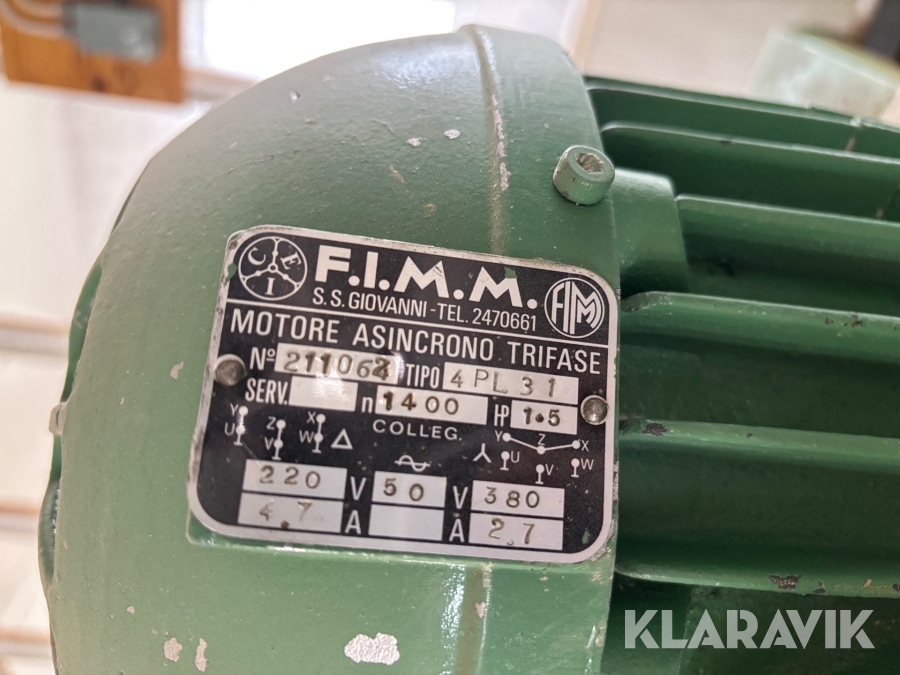 C E I
F.I.M.M.
S.S. GIOVANNI - TEL. 2470661
FIMM
MOTORE ASINCRONO TRIFASE
Nº 211062 TIPO 4PL31
SERV. n 1400 HP 1.5
COLLEG.
Y X Y Z X
U Z W Δ U V W
V
220 V 50 V 380
4.7 A A 2.7
KLARAVIK